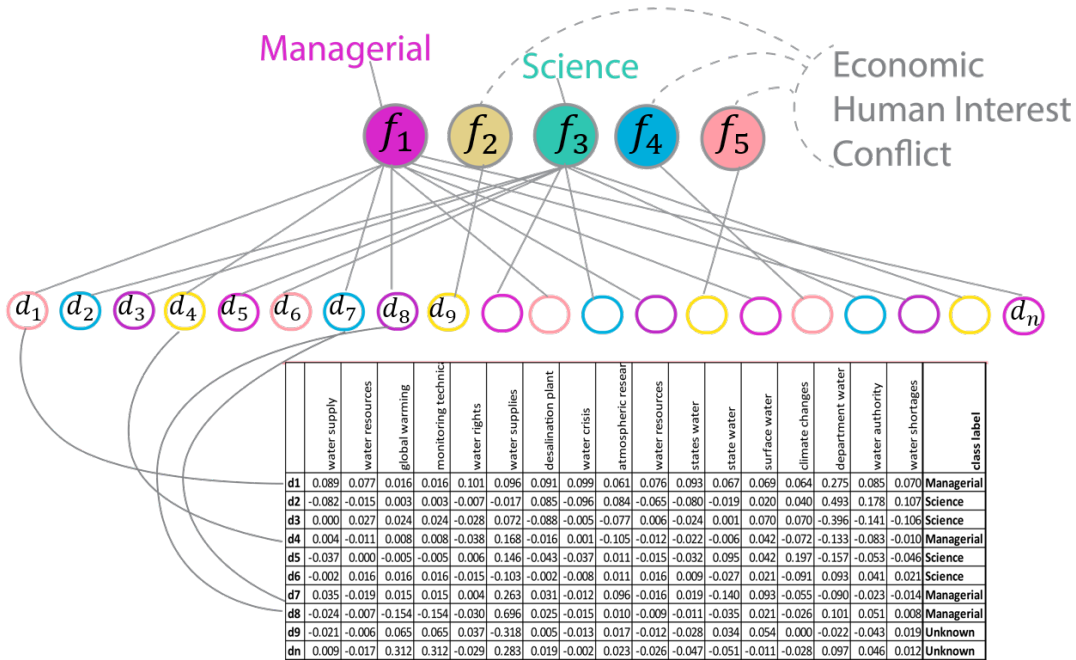 Managerial
Science
Economic
Human Interest
Conflict
f1 f2 f3 f4 f5
d1 d2 d3 d4 d5 d6 d7 d8 d9 dn
water supply water resources global warming monitoring technica water rights water supplies desalination plant water crisis atmospheric resear water resources states water state water surface water climate changes department water water authority water shortages class label
d1 0.089 0.077 0.016 0.016 0.101 0.096 0.091 0.099 0.061 0.076 0.093 0.067 0.069 0.064 0.275 0.085 0.070 Managerial
d2 -0.082 -0.015 0.003 0.003 -0.007 -0.017 0.085 -0.096 0.084 -0.065 -0.080 -0.019 0.020 0.040 0.493 0.178 0.107 Science
d3 0.000 0.027 0.024 0.024 -0.028 0.072 -0.088 -0.005 -0.077 0.006 -0.024 0.001 0.070 0.070 -0.396 -0.141 -0.106 Science
d4 0.004 -0.011 0.008 0.008 -0.038 0.168 -0.016 0.001 -0.105 -0.012 -0.022 -0.006 0.042 -0.072 -0.133 -0.083 -0.010 Managerial
d5 -0.037 0.000 -0.005 -0.005 0.006 0.146 -0.043 -0.037 0.011 -0.015 -0.032 0.095 0.042 0.197 -0.157 -0.053 -0.046 Science
d6 -0.002 0.016 0.016 0.016 -0.015 -0.103 -0.002 -0.008 0.011 0.016 0.009 -0.027 0.021 -0.091 0.093 0.041 0.021 Science
d7 0.035 -0.019 0.015 0.015 0.004 0.263 0.031 -0.012 0.096 -0.016 0.019 -0.140 0.093 -0.055 -0.090 -0.023 -0.014 Managerial
d8 -0.024 -0.007 -0.154 -0.154 -0.030 0.696 0.025 -0.015 0.010 -0.009 -0.011 -0.035 0.021 -0.026 0.101 0.051 0.008 Managerial
d9 -0.021 -0.006 0.065 0.065 0.037 -0.318 0.005 -0.013 0.017 -0.012 -0.028 0.034 0.054 0.000 -0.022 -0.043 0.019 Unknown
dn 0.009 -0.017 0.312 0.312 -0.029 0.283 0.019 -0.002 0.023 -0.026 -0.047 -0.051 -0.011 -0.028 0.097 0.046 0.012 Unknown